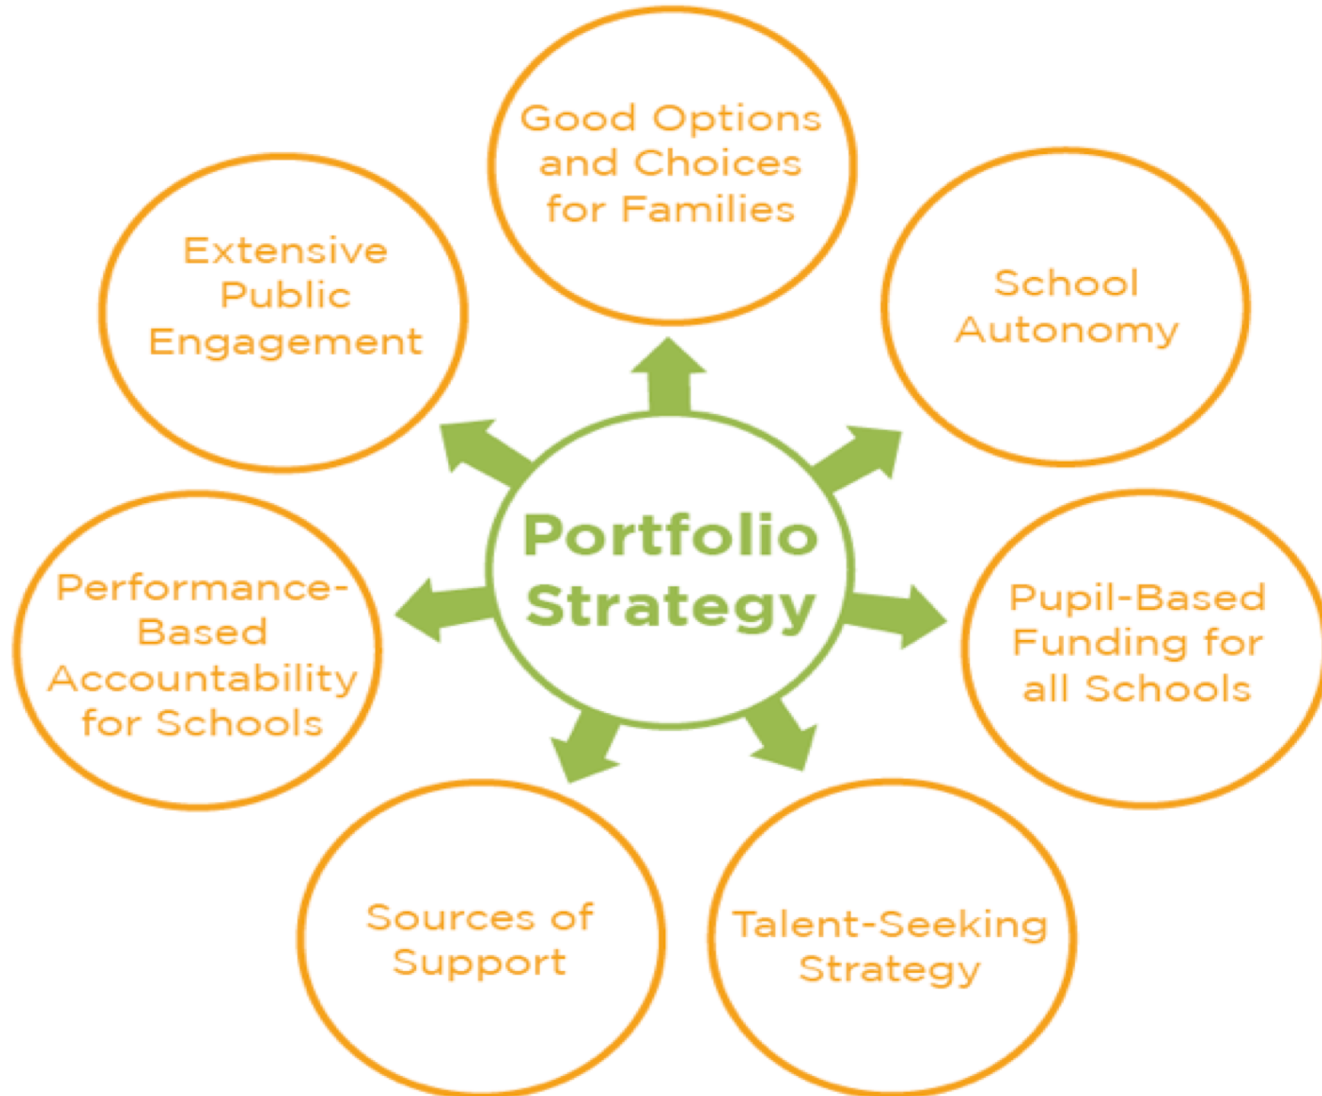 Good Options
and Choices
for Families
School
Autonomy
Pupil-Based
Funding for
all Schools
Talent-Seeking
Strategy
Sources of
Support
Performance-
Based
Accountability
for Schools
Extensive
Public
Engagement
Portfolio
Strategy